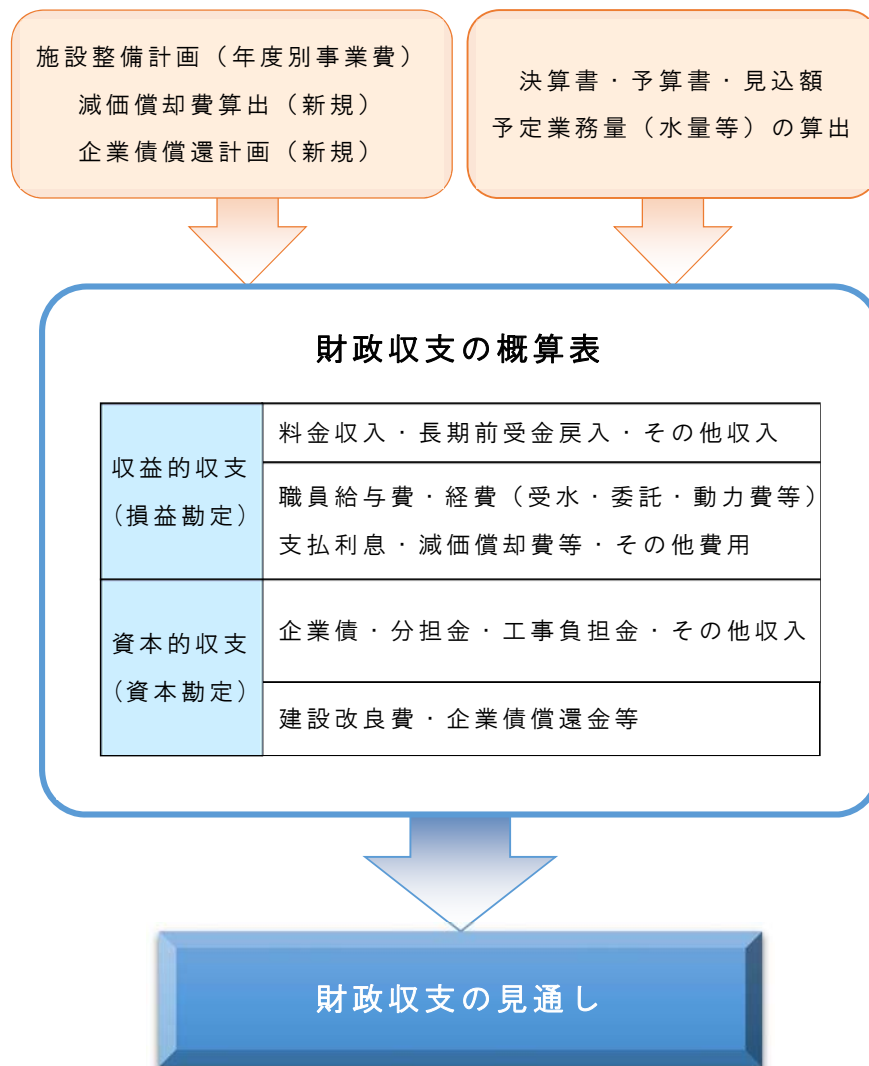 施設整備計画（年度別事業費）
減価償却費算出（新規）
企業債償還計画（新規）
決算書・予算書・見込額
予定業務量（水量等）の算出
財政収支の概算表
収益的収支
（損益勘定）
料金収入・長期前受金戻入・その他収入
職員給与費・経費（受水・委託・動力費等）
支払利息・減価償却費等・その他費用
資本的収支
（資本勘定）
企業債・分担金・工事負担金・その他収入
建設改良費・企業債償還金等
財政収支の見通し